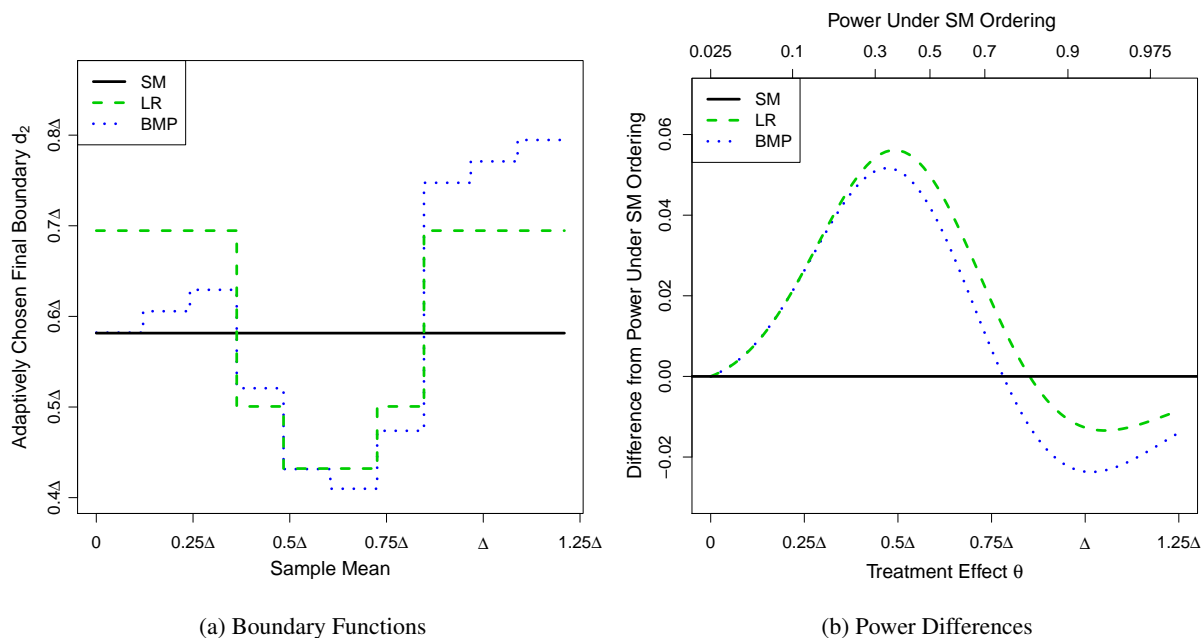 SM
LR
BMP
Adaptively Chosen Final Boundary d₂
0.8Δ
0.7Δ
0.6Δ
0.5Δ
0.4Δ
0 0.25Δ 0.5Δ 0.75Δ Δ 1.25Δ
Sample Mean
(a) Boundary Functions
Power Under SM Ordering
0.025 0.1 0.3 0.5 0.7 0.9 0.975
SM
LR
BMP
Difference from Power Under SM Ordering
0.06
0.04
0.02
0.00
−0.02
0 0.25Δ 0.5Δ 0.75Δ Δ 1.25Δ
Treatment Effect θ
(b) Power Differences